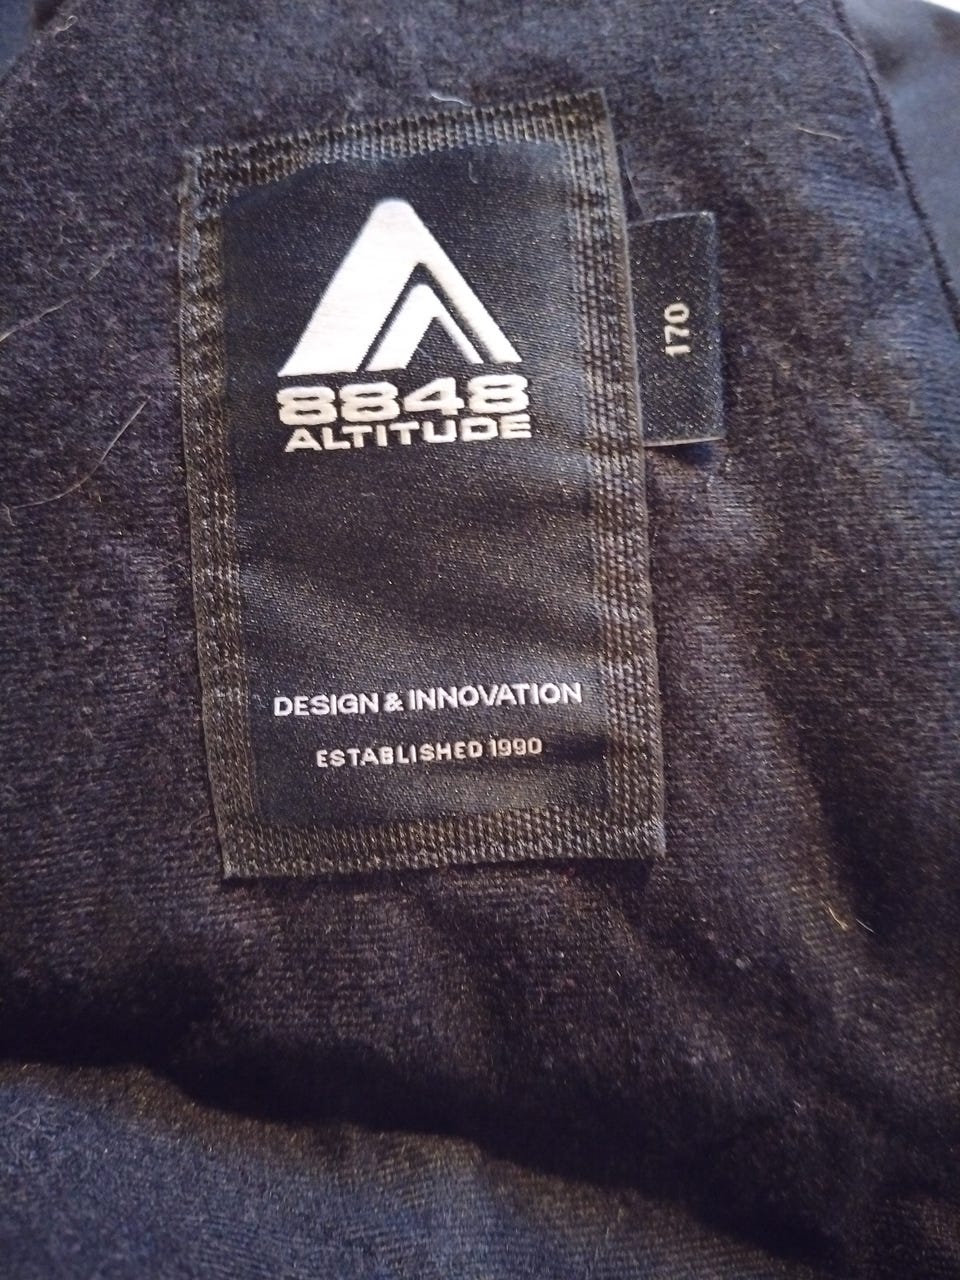 8848
ALTITUDE
170
DESIGN & INNOVATION
ESTABLISHED 1990